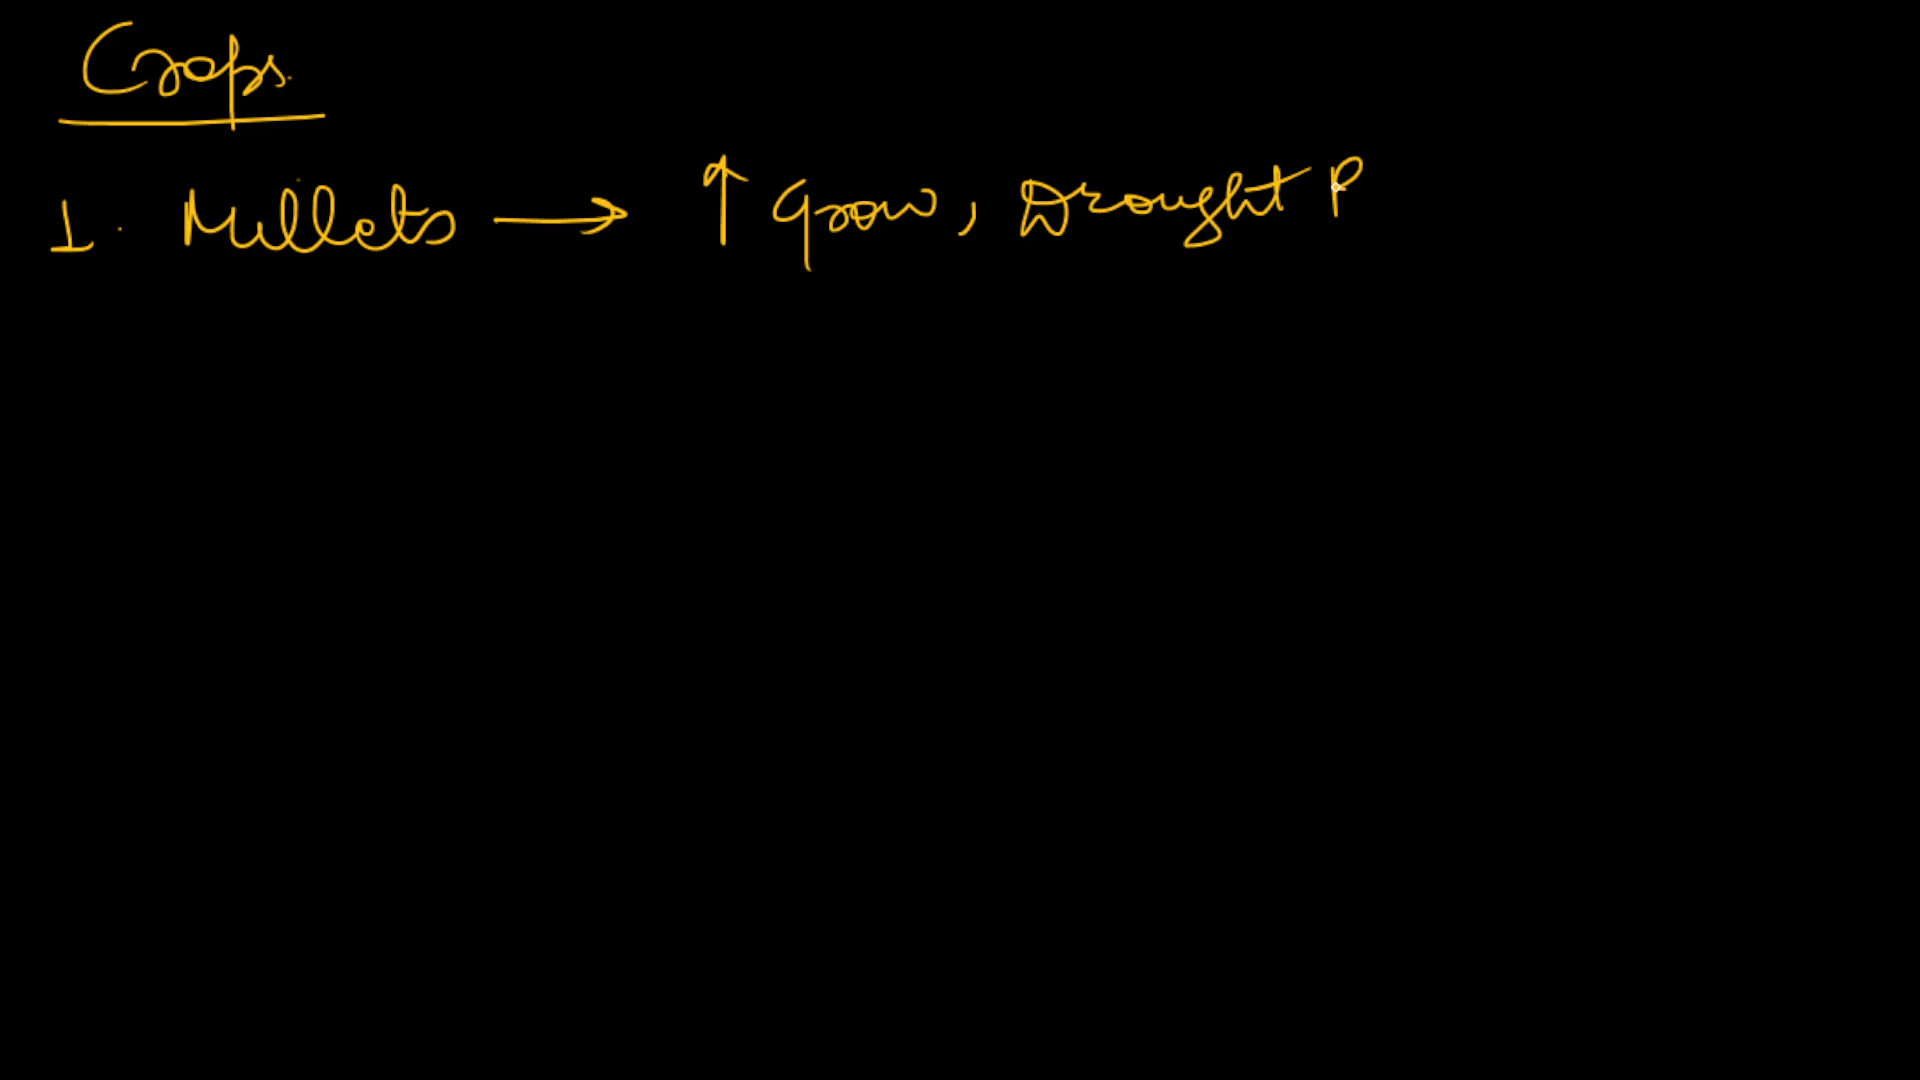 Crops.
1. Millets → ↑ Grow, Drought P